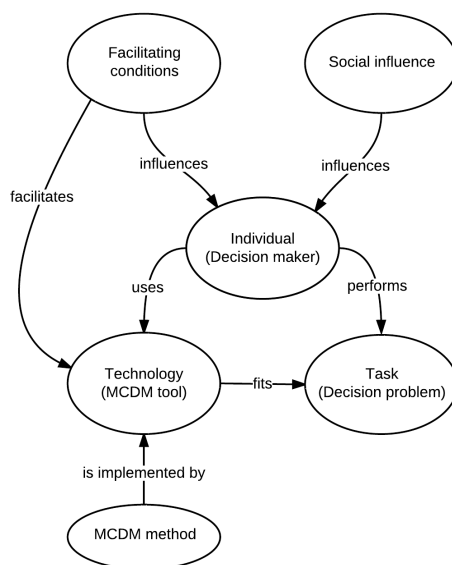 Facilitating
conditions
Social influence
influences
influences
facilitates
Individual
(Decision maker)
uses
performs
Technology
(MCDM tool)
fits
Task
(Decision problem)
is implemented by
MCDM method